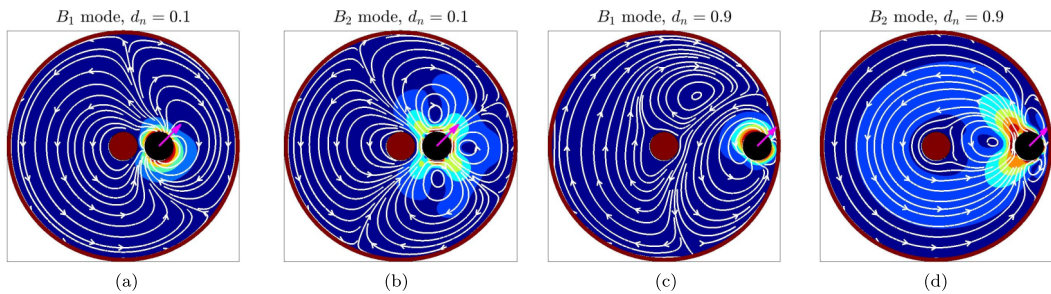 B₁ mode, dₙ = 0.1
B₂ mode, dₙ = 0.1
B₁ mode, dₙ = 0.9
B₂ mode, dₙ = 0.9
(a)
(b)
(c)
(d)